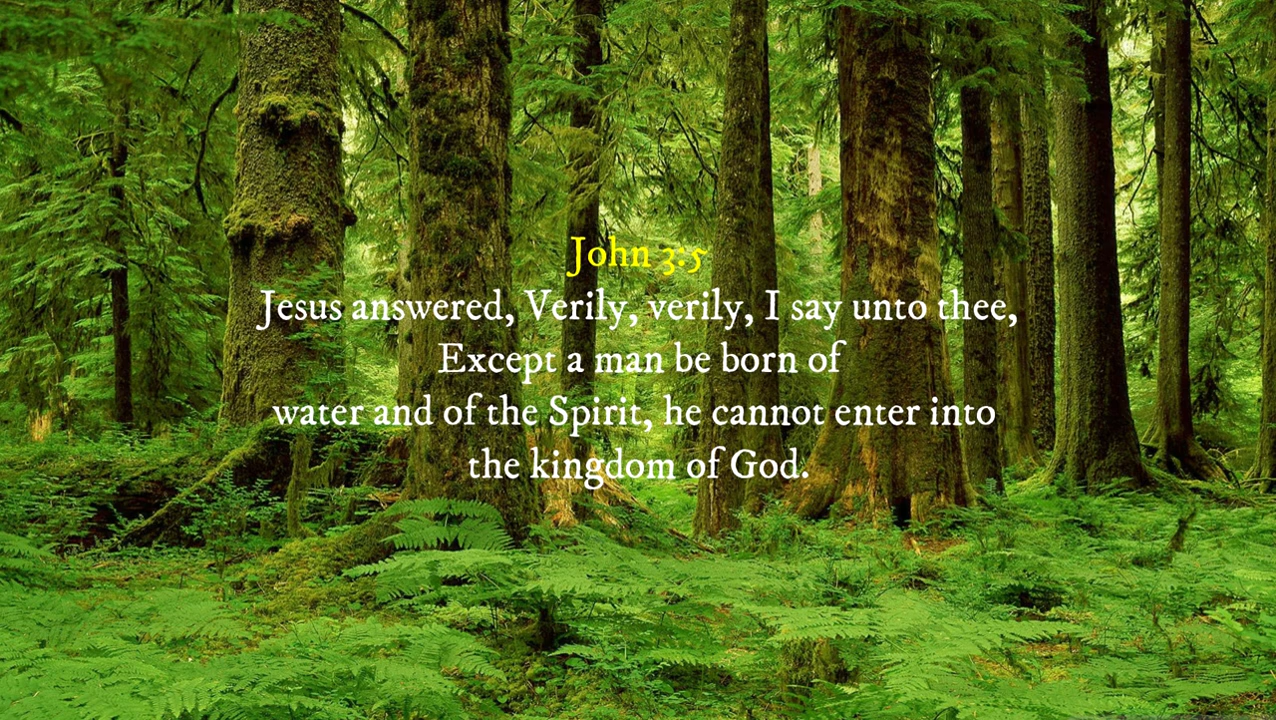 John 3:5
Jesus answered, Verily, verily, I say unto thee,
Except a man be born of
water and of the Spirit, he cannot enter into
the kingdom of God.